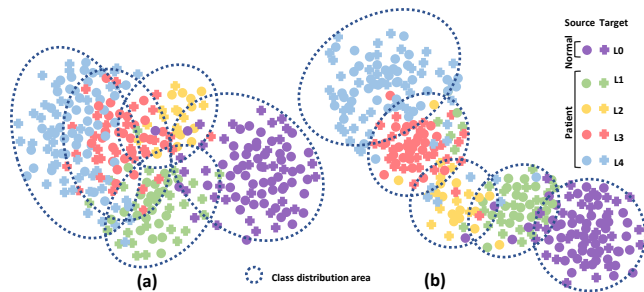 Source Target
Normal
L0
Patient
L1
L2
L3
L4
(a)
Class distribution area
(b)